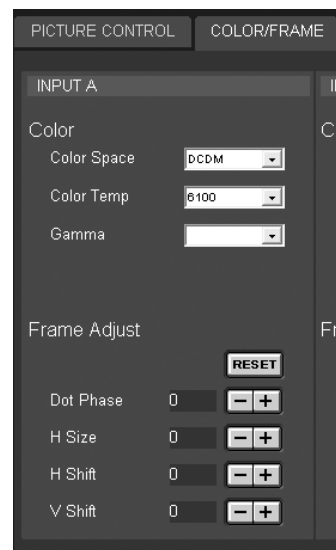 PICTURE CONTROL COLOR/FRAME
INPUT A
Color
Color Space DCDM
Color Temp 6100
Gamma
Frame Adjust
RESET
Dot Phase 0 − +
H Size 0 − +
H Shift 0 − +
V Shift 0 − +